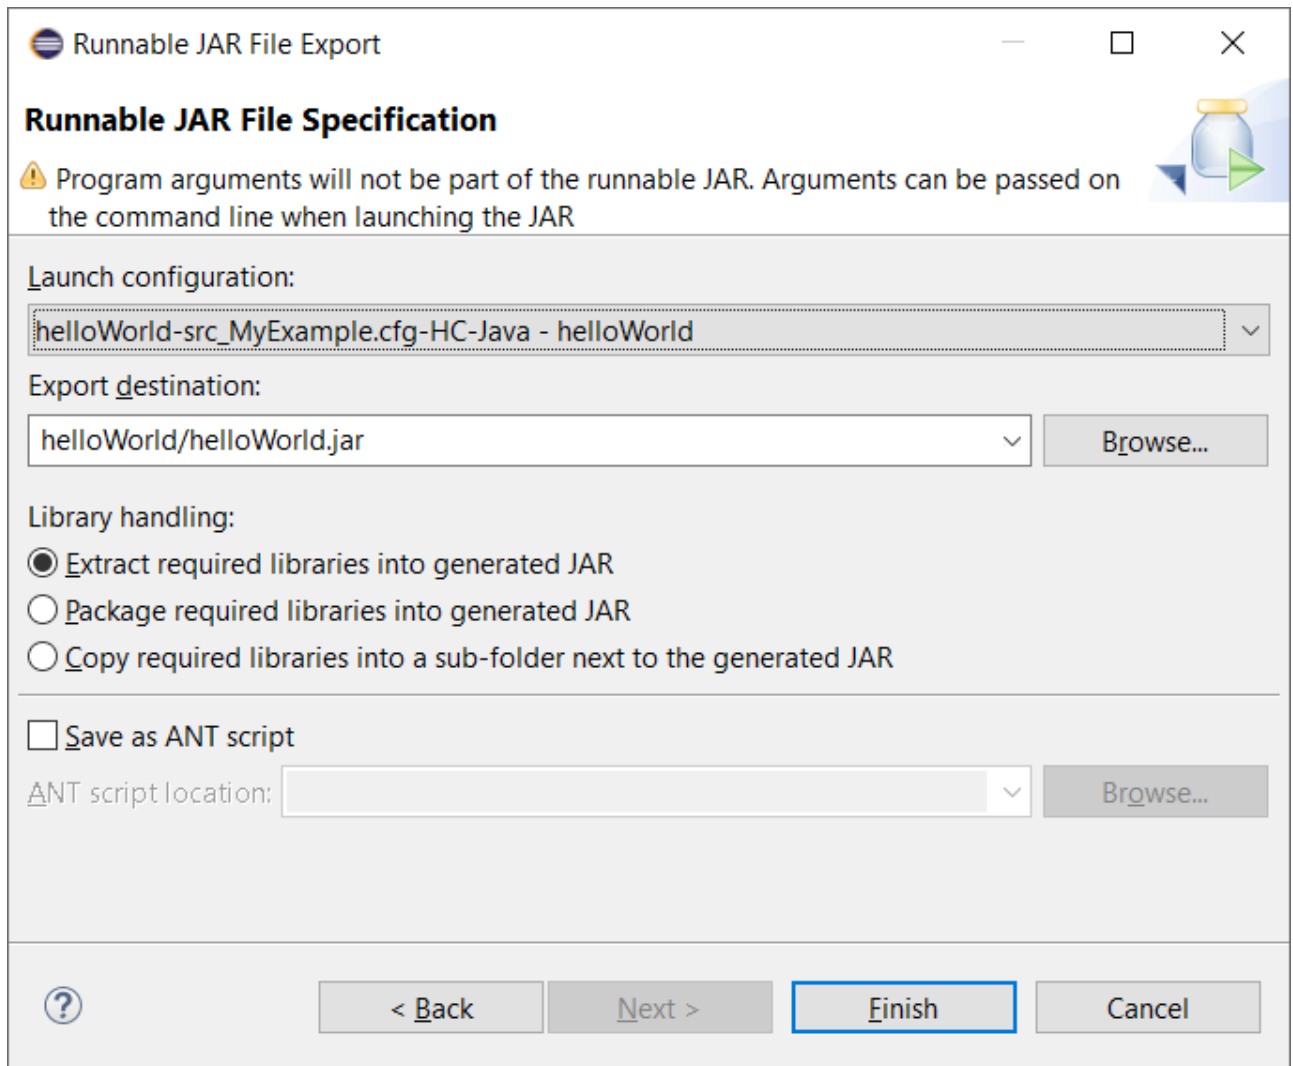 Runnable JAR File Export
Runnable JAR File Specification
Program arguments will not be part of the runnable JAR. Arguments can be passed on
the command line when launching the JAR
Launch configuration:
helloWorld-src_MyExample.cfg-HC-Java - helloWorld
Export destination:
helloWorld/helloWorld.jar
Browse...
Library handling:
Extract required libraries into generated JAR
Package required libraries into generated JAR
Copy required libraries into a sub-folder next to the generated JAR
Save as ANT script
ANT script location:
Browse...
?
< Back
Next >
Finish
Cancel